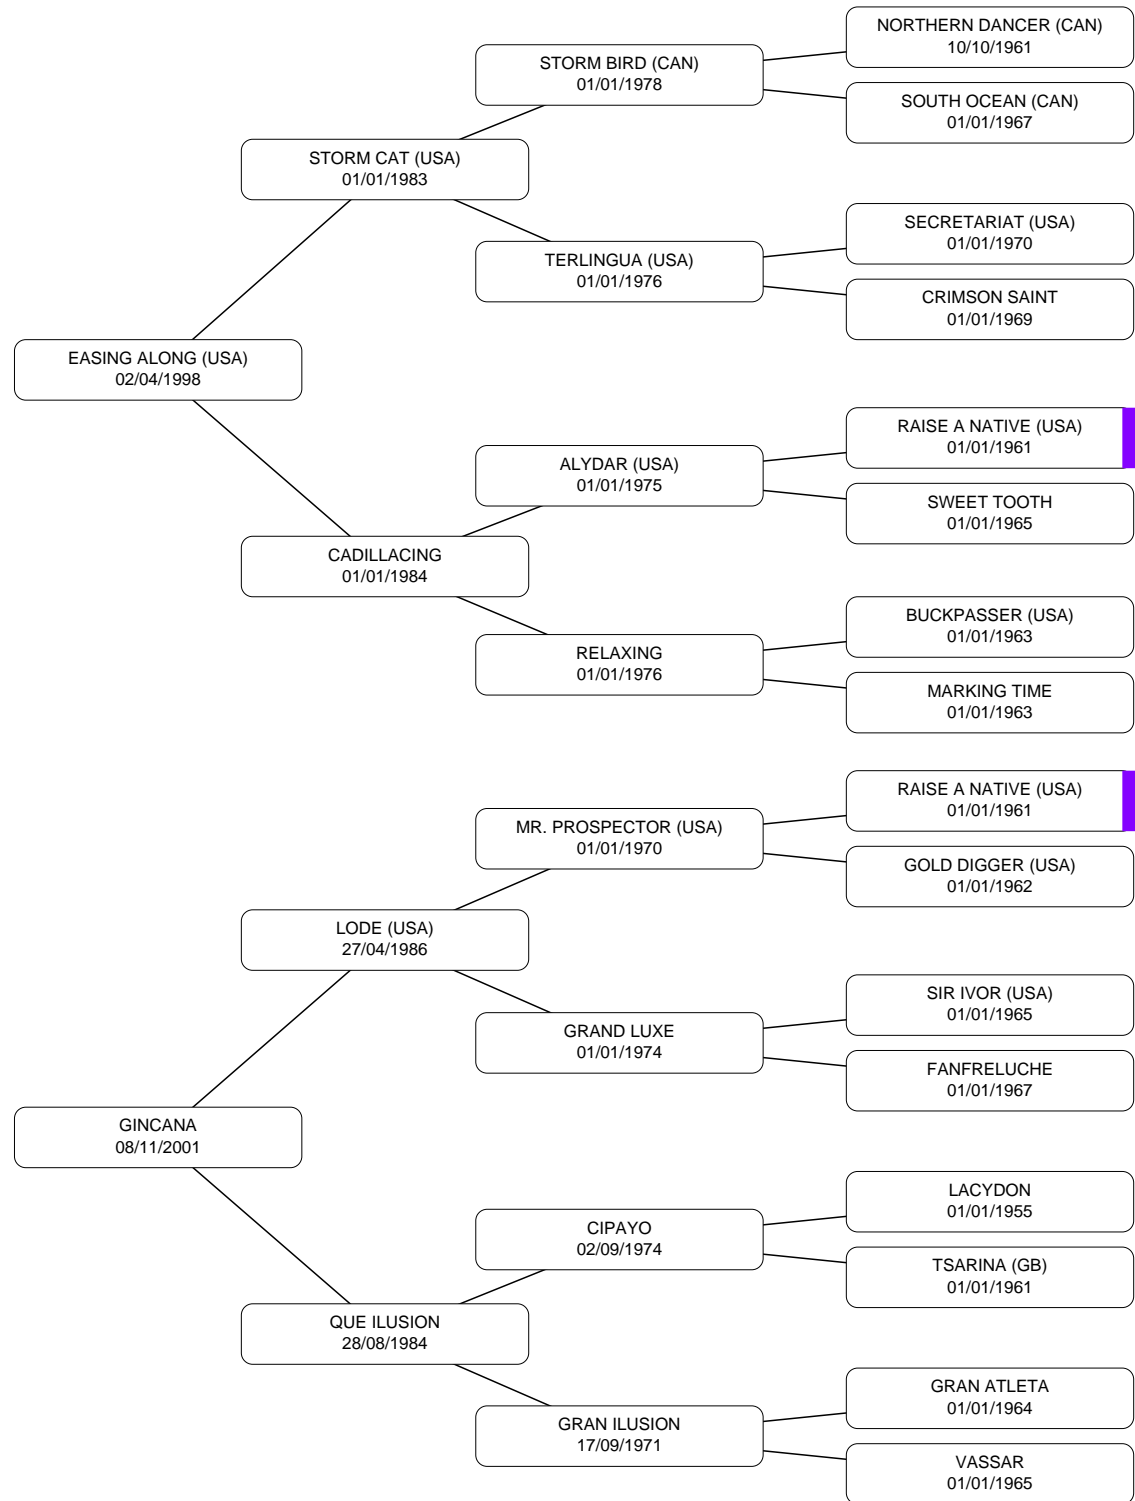 NORTHERN DANCER (CAN)
10/10/1961
STORM BIRD (CAN)
01/01/1978
SOUTH OCEAN (CAN)
01/01/1967
STORM CAT (USA)
01/01/1983
SECRETARIAT (USA)
01/01/1970
TERLINGUA (USA)
01/01/1976
CRIMSON SAINT
01/01/1969
EASING ALONG (USA)
02/04/1998
RAISE A NATIVE (USA)
01/01/1961
ALYDAR (USA)
01/01/1975
SWEET TOOTH
01/01/1965
CADILLACING
01/01/1984
BUCKPASSER (USA)
01/01/1963
RELAXING
01/01/1976
MARKING TIME
01/01/1963
RAISE A NATIVE (USA)
01/01/1961
MR. PROSPECTOR (USA)
01/01/1970
GOLD DIGGER (USA)
01/01/1962
LODE (USA)
27/04/1986
SIR IVOR (USA)
01/01/1965
GRAND LUXE
01/01/1974
FANFRELUCHE
01/01/1967
GINCANA
08/11/2001
LACYDON
01/01/1955
CIPAYO
02/09/1974
TSARINA (GB)
01/01/1961
QUE ILUSION
28/08/1984
GRAN ATLETA
01/01/1964
GRAN ILUSION
17/09/1971
VASSAR
01/01/1965